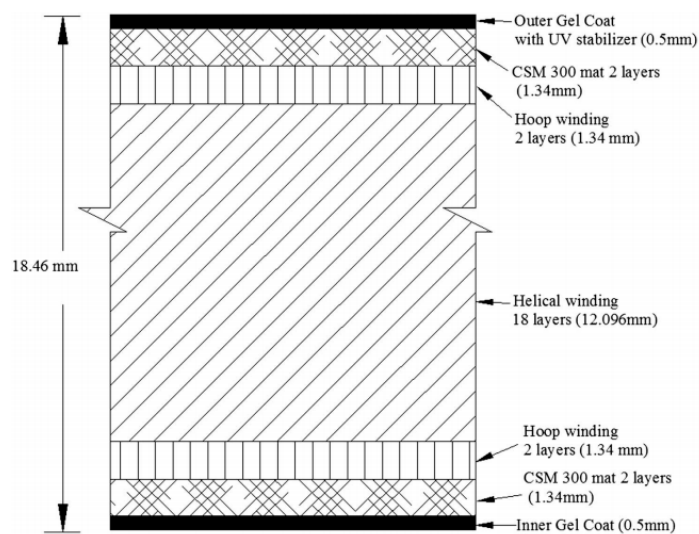 Outer Gel Coat
with UV stabilizer (0.5mm)
CSM 300 mat 2 layers
(1.34mm)
Hoop winding
2 layers (1.34 mm)
18.46 mm
Helical winding
18 layers (12.096mm)
Hoop winding
2 layers (1.34 mm)
CSM 300 mat 2 layers
(1.34mm)
Inner Gel Coat (0.5mm)